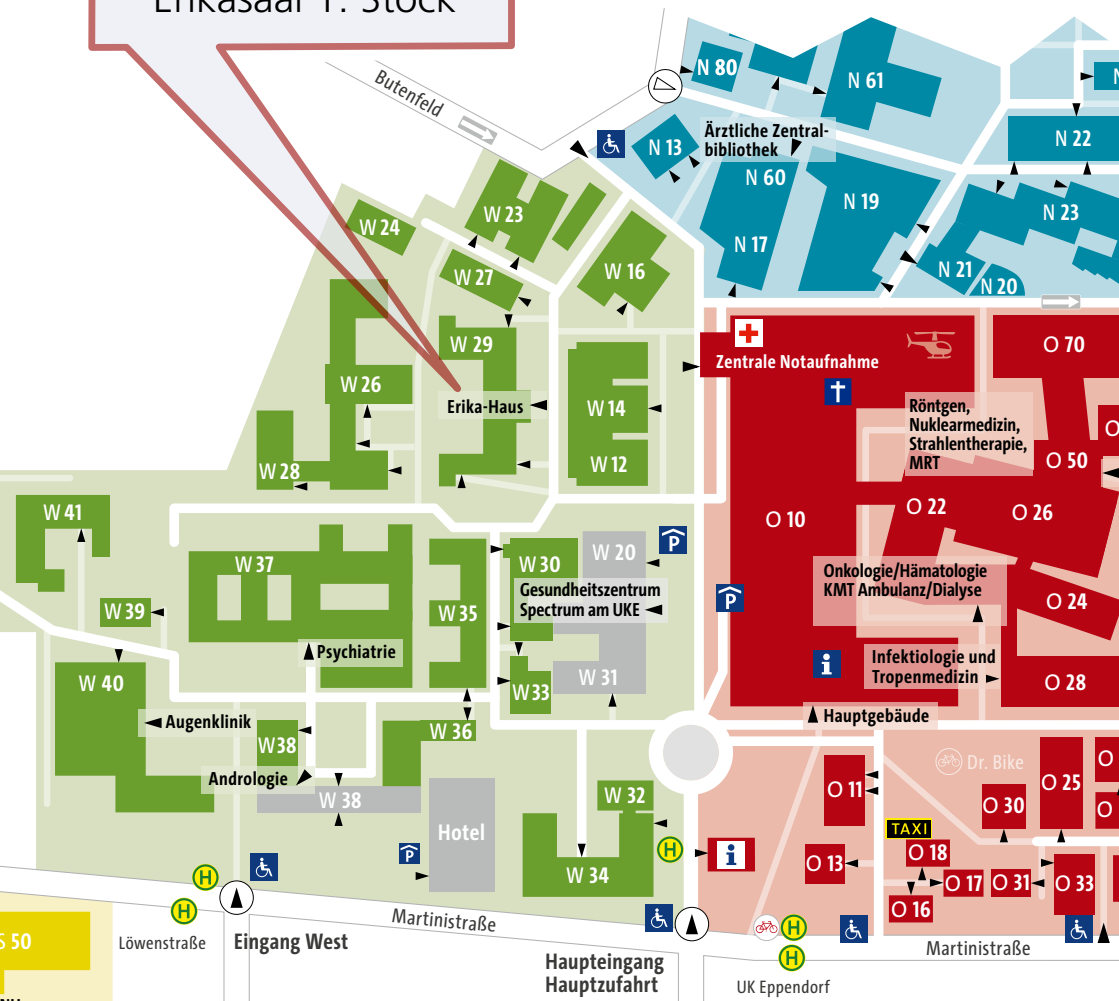 Erikasaal 1. Stock
Butenfeld
N 80
N 61
N 13
Ärztliche Zentral-
bibliothek
N 22
N 60
N 19
N 17
N 23
N 21
N 20
W 24
W 23
W 27
W 16
W 29
W 26
Erika-Haus
W 14
W 12
W 28
Zentrale Notaufnahme
O 70
Röntgen,
Nuklearmedizin,
Strahlentherapie,
MRT
O 50
O 10
O 22
O 26
W 41
W 37
W 39
W 35
W 30
W 20
P
Gesundheitszentrum
Spectrum am UKE
P
Onkologie/Hämatologie
KMT Ambulanz/Dialyse
O 24
Psychiatrie
W 40
W 33
W 31
i
Infektiologie und
Tropenmedizin
O 28
Augenklinik
W 38
W 36
Hauptgebäude
Andrologie
W 38
Hotel
P
W 32
W 34
H
i
O 11
Dr. Bike
O 25
O 30
TAXI
O 13
O 18
O 17
O 31
O 33
O 16
H
H
Löwenstraße
Eingang West
Martinistraße
Haupteingang
Hauptzufahrt
H
H
UK Eppendorf
Martinistraße
S 50